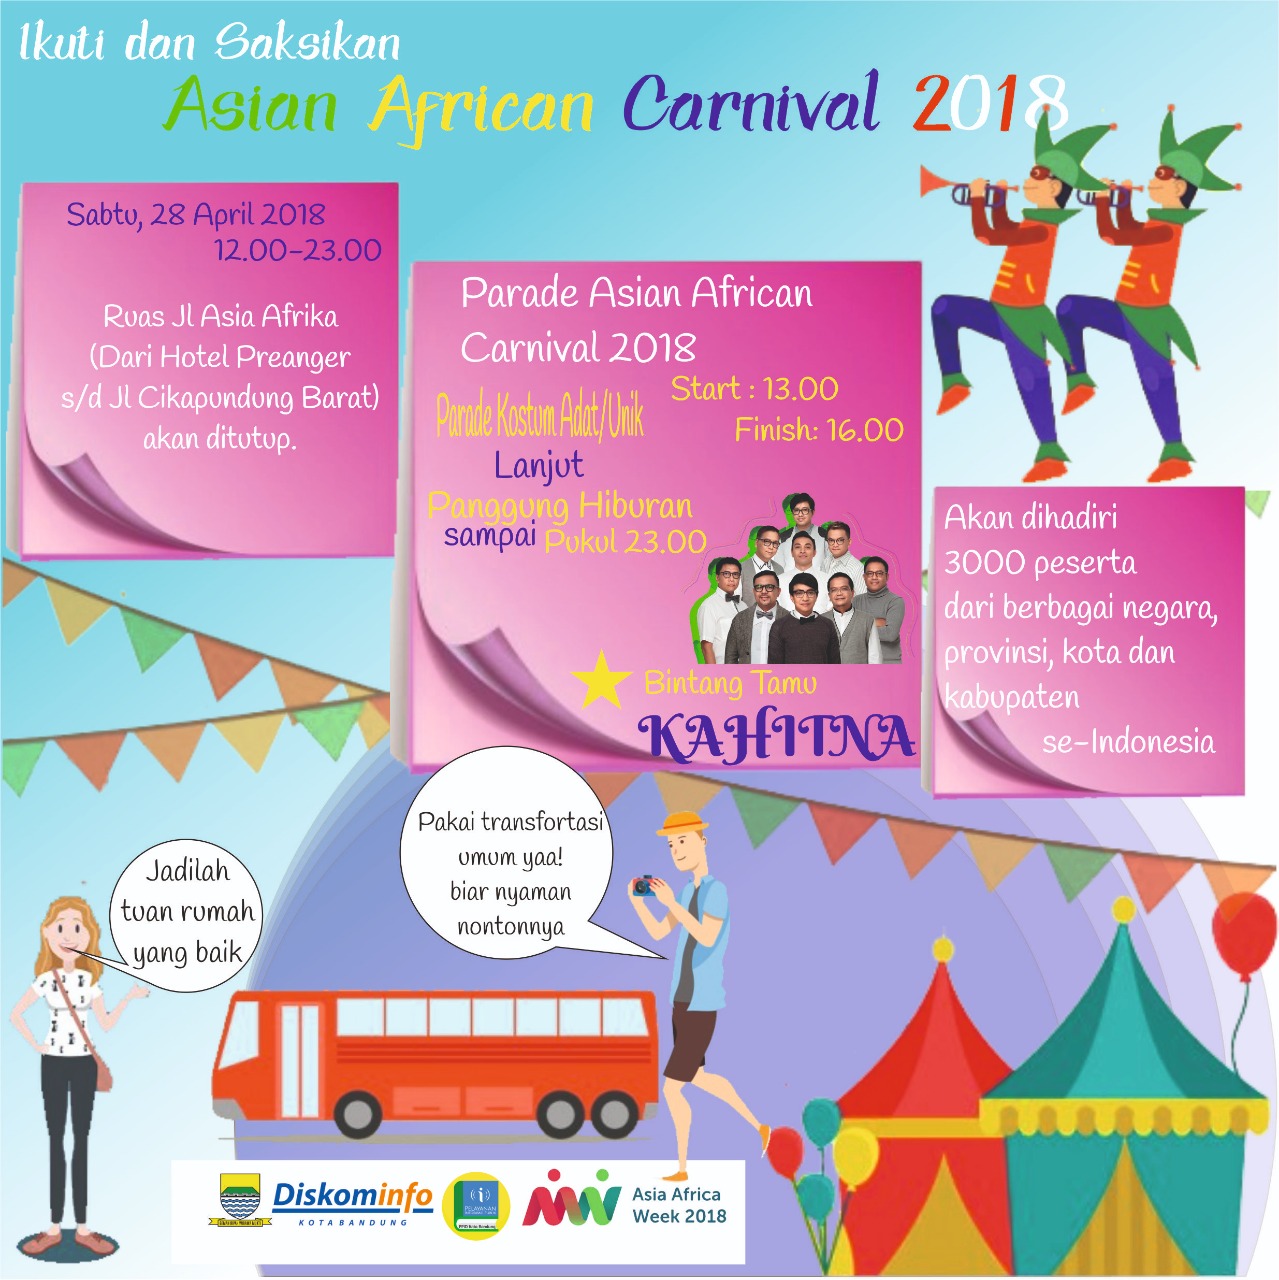 Ikuti dan Saksikan
Asian African Carnival 2018
Sabtu, 28 April 2018
12.00-23.00
Ruas Jl Asia Afrika
(Dari Hotel Preanger
s/d Jl Cikapundung Barat)
akan ditutup.
Parade Asian African
Carnival 2018
Start : 13.00
Finish: 16.00
Parade Kostum Adat/Unik
Lanjut
Panggung Hiburan
sampai Pukul 23.00
Bintang Tamu
KAHITNA
Akan dihadiri
3000 peserta
dari berbagai negara,
provinsi, kota dan
kabupaten
se-Indonesia
Pakai transfortasi
umum yaa!
biar nyaman
nontonnya
Jadilah
tuan rumah
yang baik
Diskominfo
KOTA BANDUNG
PELAYANAN
PPID Kota Bandung
Asia Africa
Week 2018